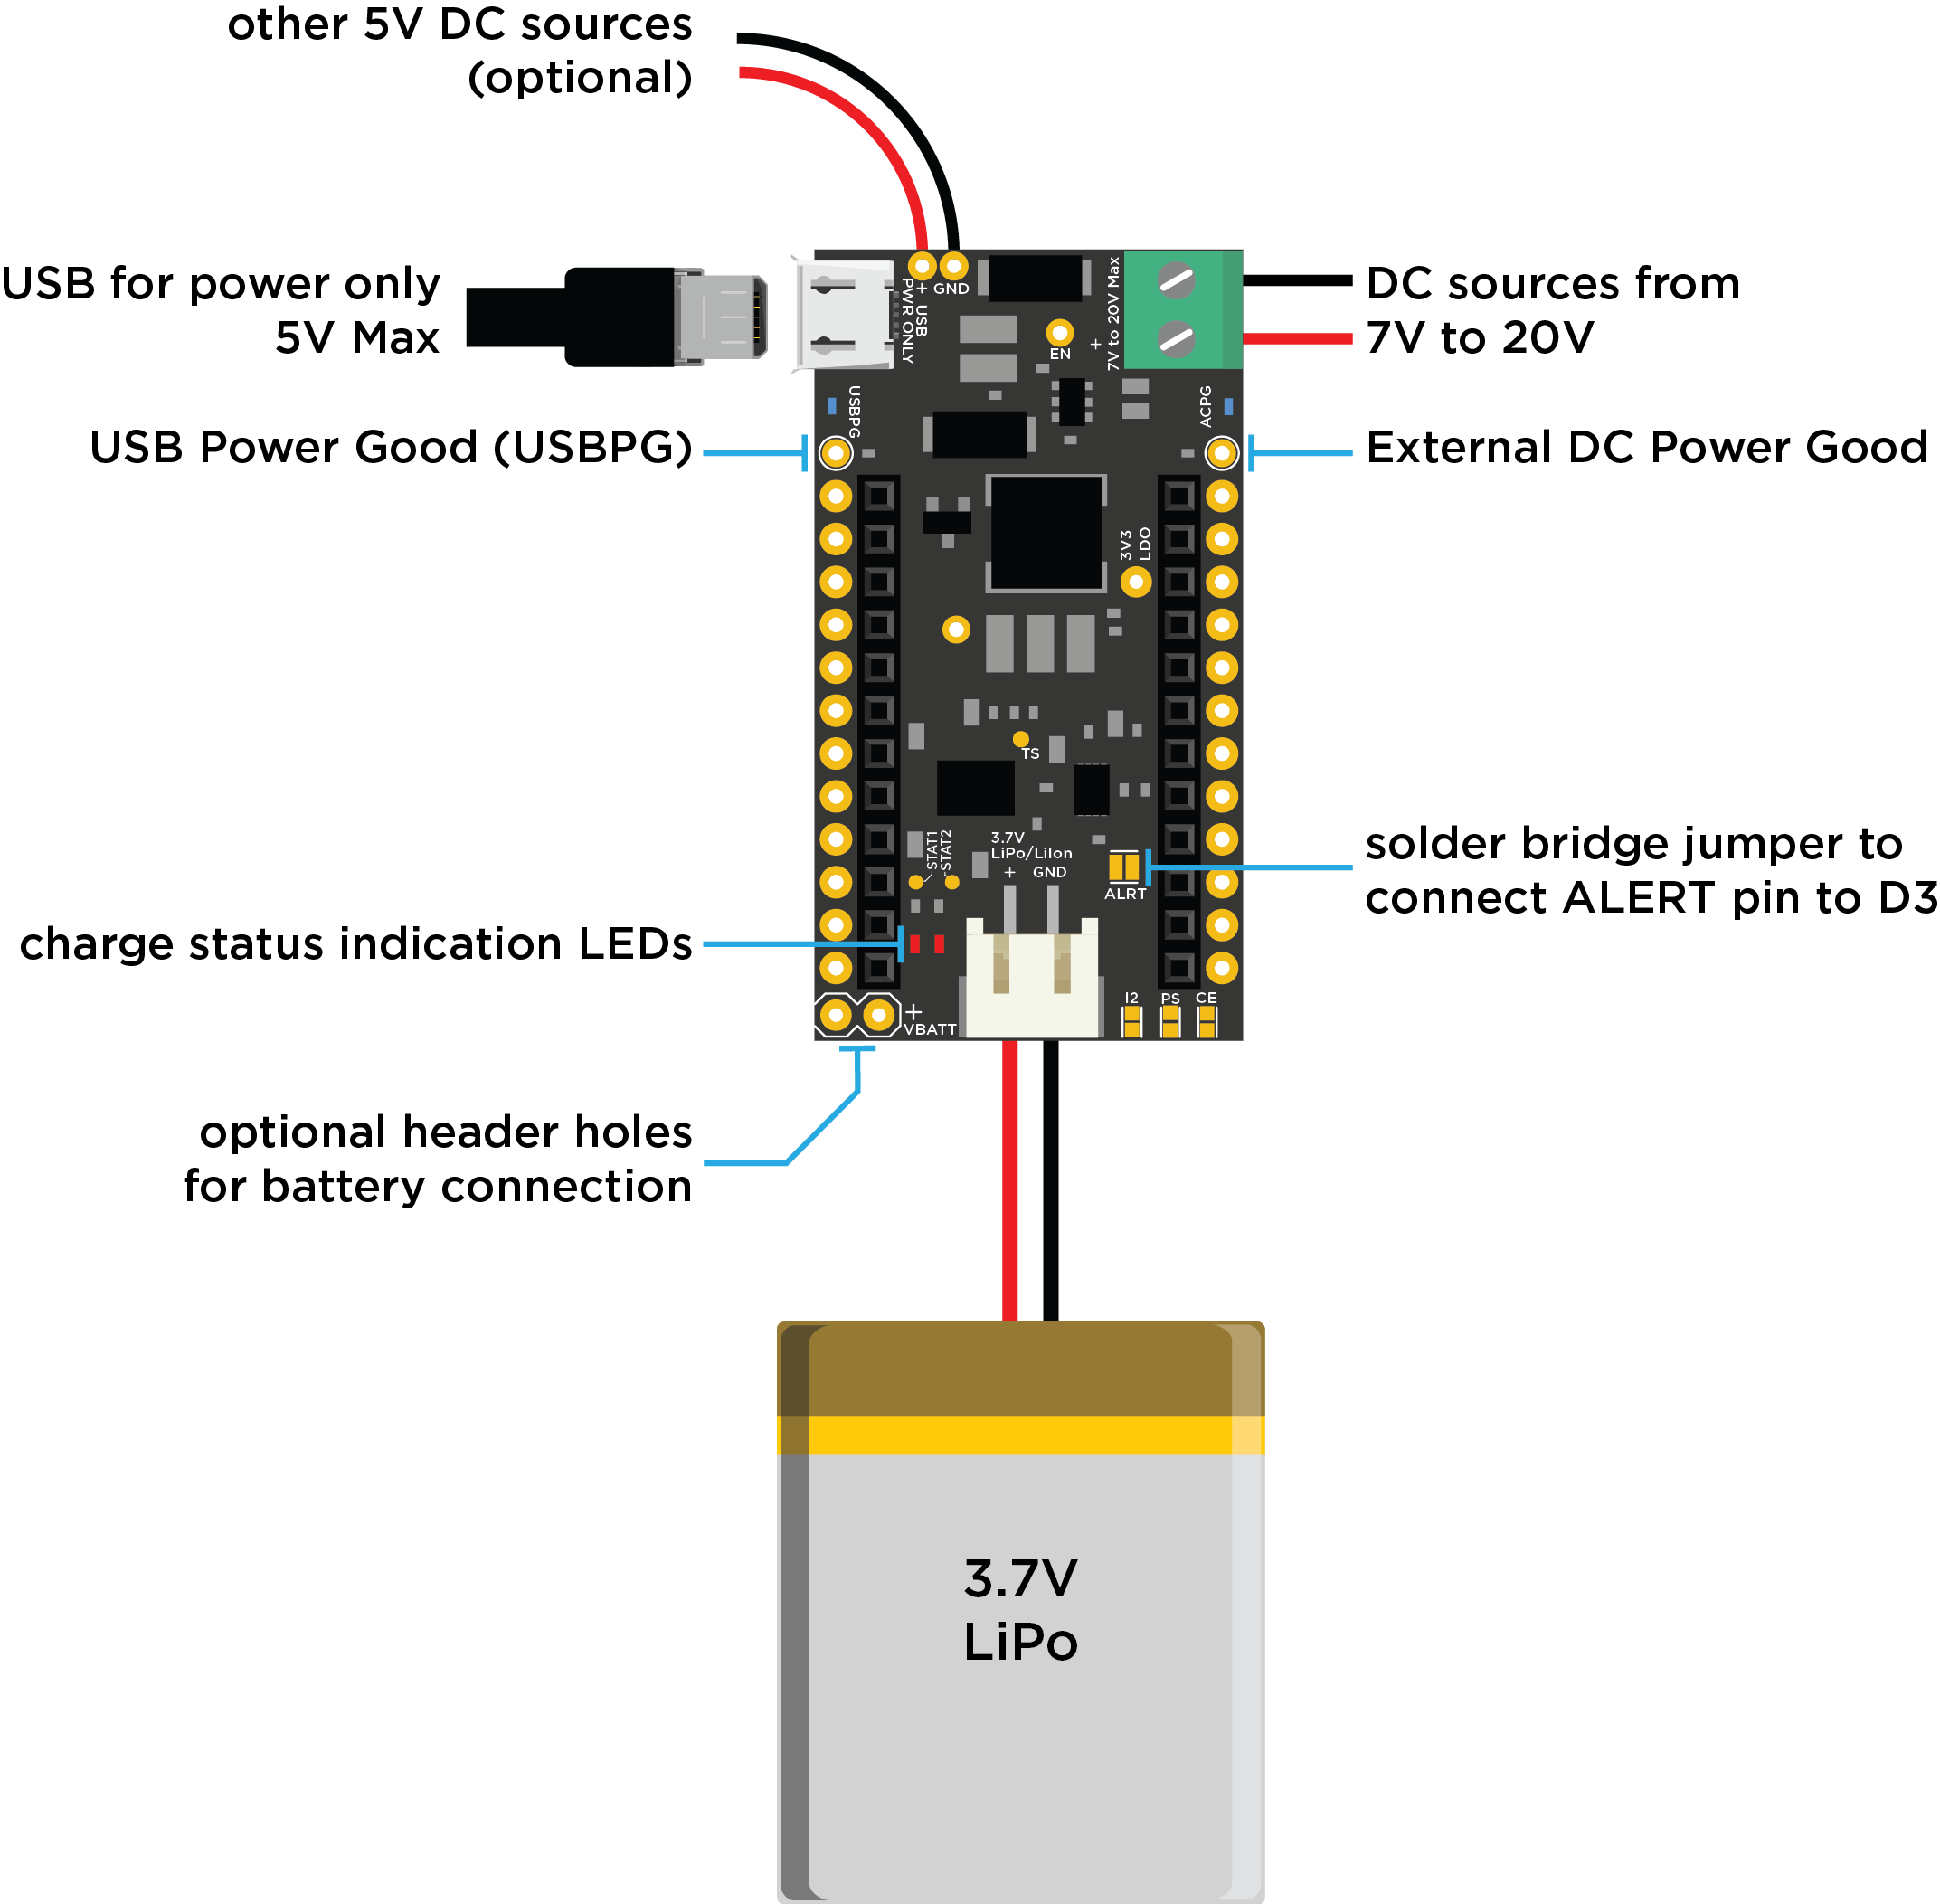 other 5V DC sources
(optional)
USB for power only
5V Max
DC sources from
7V to 20V
+ USB
PWR ONLY
GND
EN
+
7V to 20V Max
USBPG
ACPG
USB Power Good (USBPG)
External DC Power Good
3V3
LDO
TS
STAT1
STAT2
3.7V
LiPo/LiIon
+ GND
ALRT
solder bridge jumper to
connect ALERT pin to D3
charge status indication LEDs
+
VBATT
I2 PS CE
optional header holes
for battery connection
3.7V
LiPo